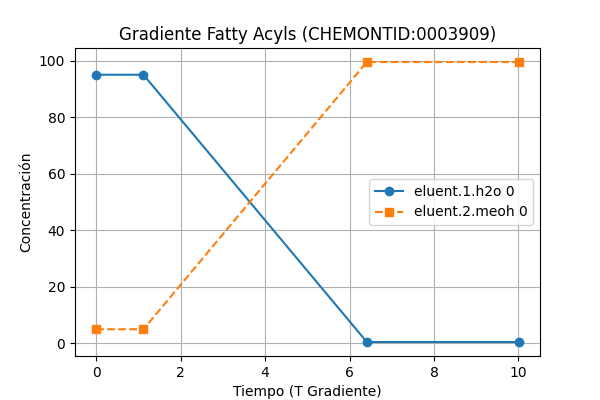 Gradiente Fatty Acyls (CHEMONTID:0003909)
100
80
60
40
20
0
Concentración
eluent.1.h2o 0
eluent.2.meoh 0
0 2 4 6 8 10
Tiempo (T Gradiente)